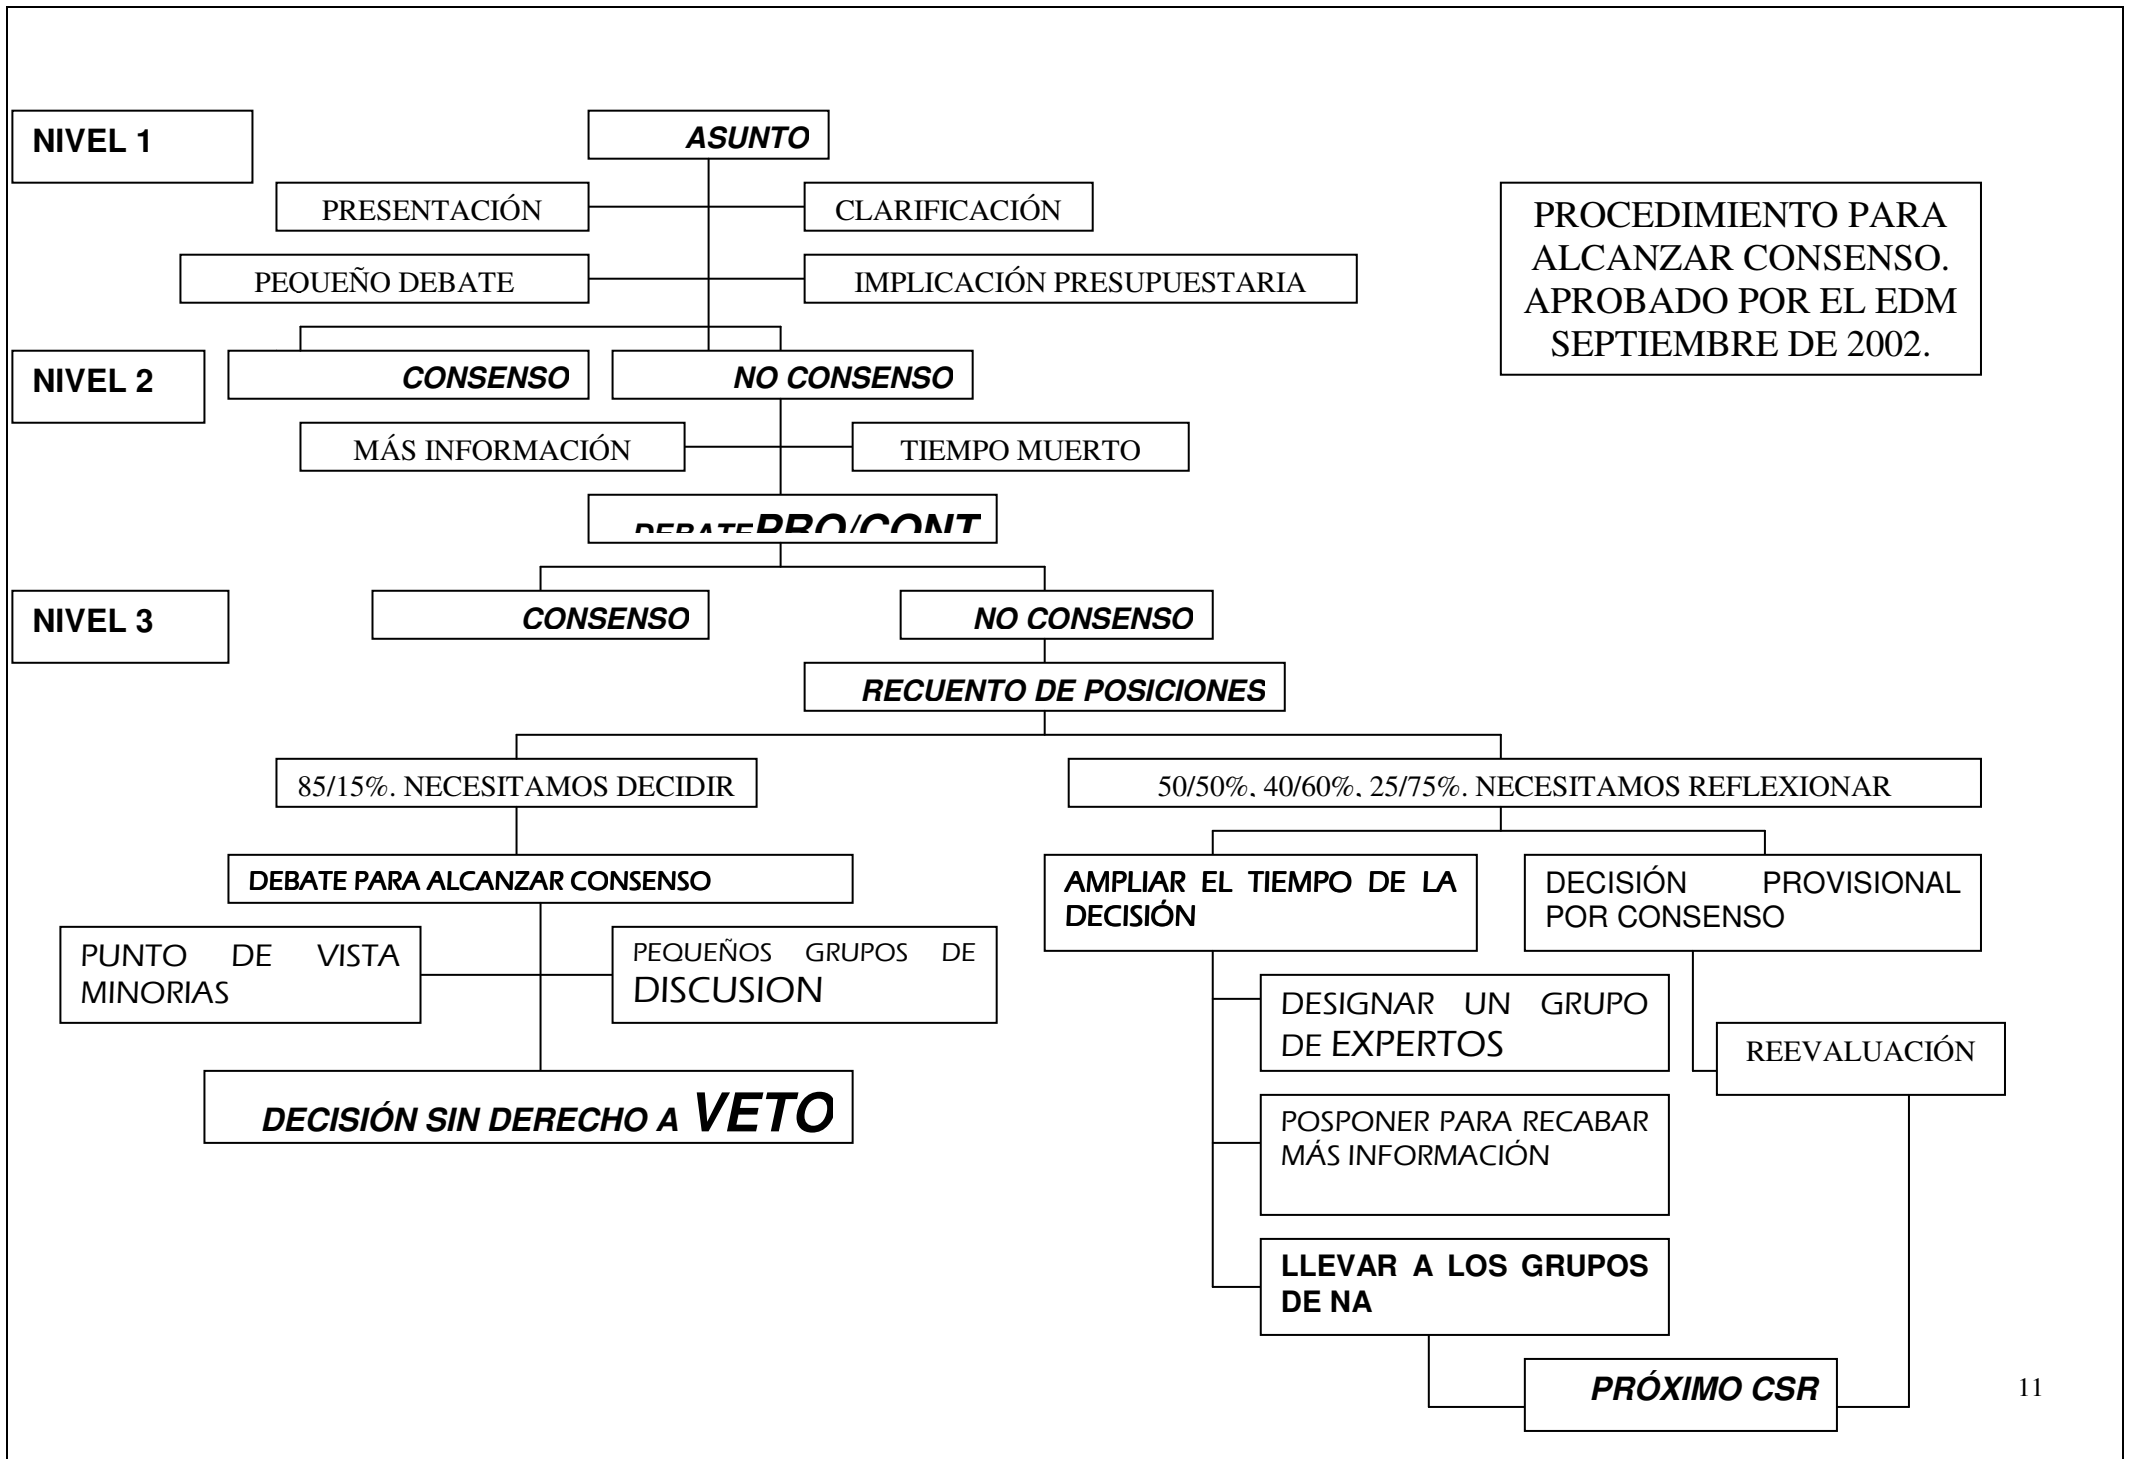 NIVEL 1
ASUNTO
PRESENTACIÓN
CLARIFICACIÓN
PROCEDIMIENTO PARA
ALCANZAR CONSENSO.
APROBADO POR EL EDM
SEPTIEMBRE DE 2002.
PEQUEÑO DEBATE
IMPLICACIÓN PRESUPUESTARIA
NIVEL 2
CONSENSO
NO CONSENSO
MÁS INFORMACIÓN
TIEMPO MUERTO
DEBATE PRO/CONT
NIVEL 3
CONSENSO
NO CONSENSO
RECUENTO DE POSICIONES
85/15%. NECESITAMOS DECIDIR
50/50%, 40/60%, 25/75%. NECESITAMOS REFLEXIONAR
DEBATE PARA ALCANZAR CONSENSO
AMPLIAR EL TIEMPO DE LA
DECISIÓN
DECISIÓN PROVISIONAL
POR CONSENSO
PUNTO DE VISTA
MINORIAS
PEQUEÑOS GRUPOS DE
DISCUSION
DESIGNAR UN GRUPO
DE EXPERTOS
REEVALUACIÓN
DECISIÓN SIN DERECHO A VETO
POSPONER PARA RECABAR
MÁS INFORMACIÓN
LLEVAR A LOS GRUPOS
DE NA
PRÓXIMO CSR
11